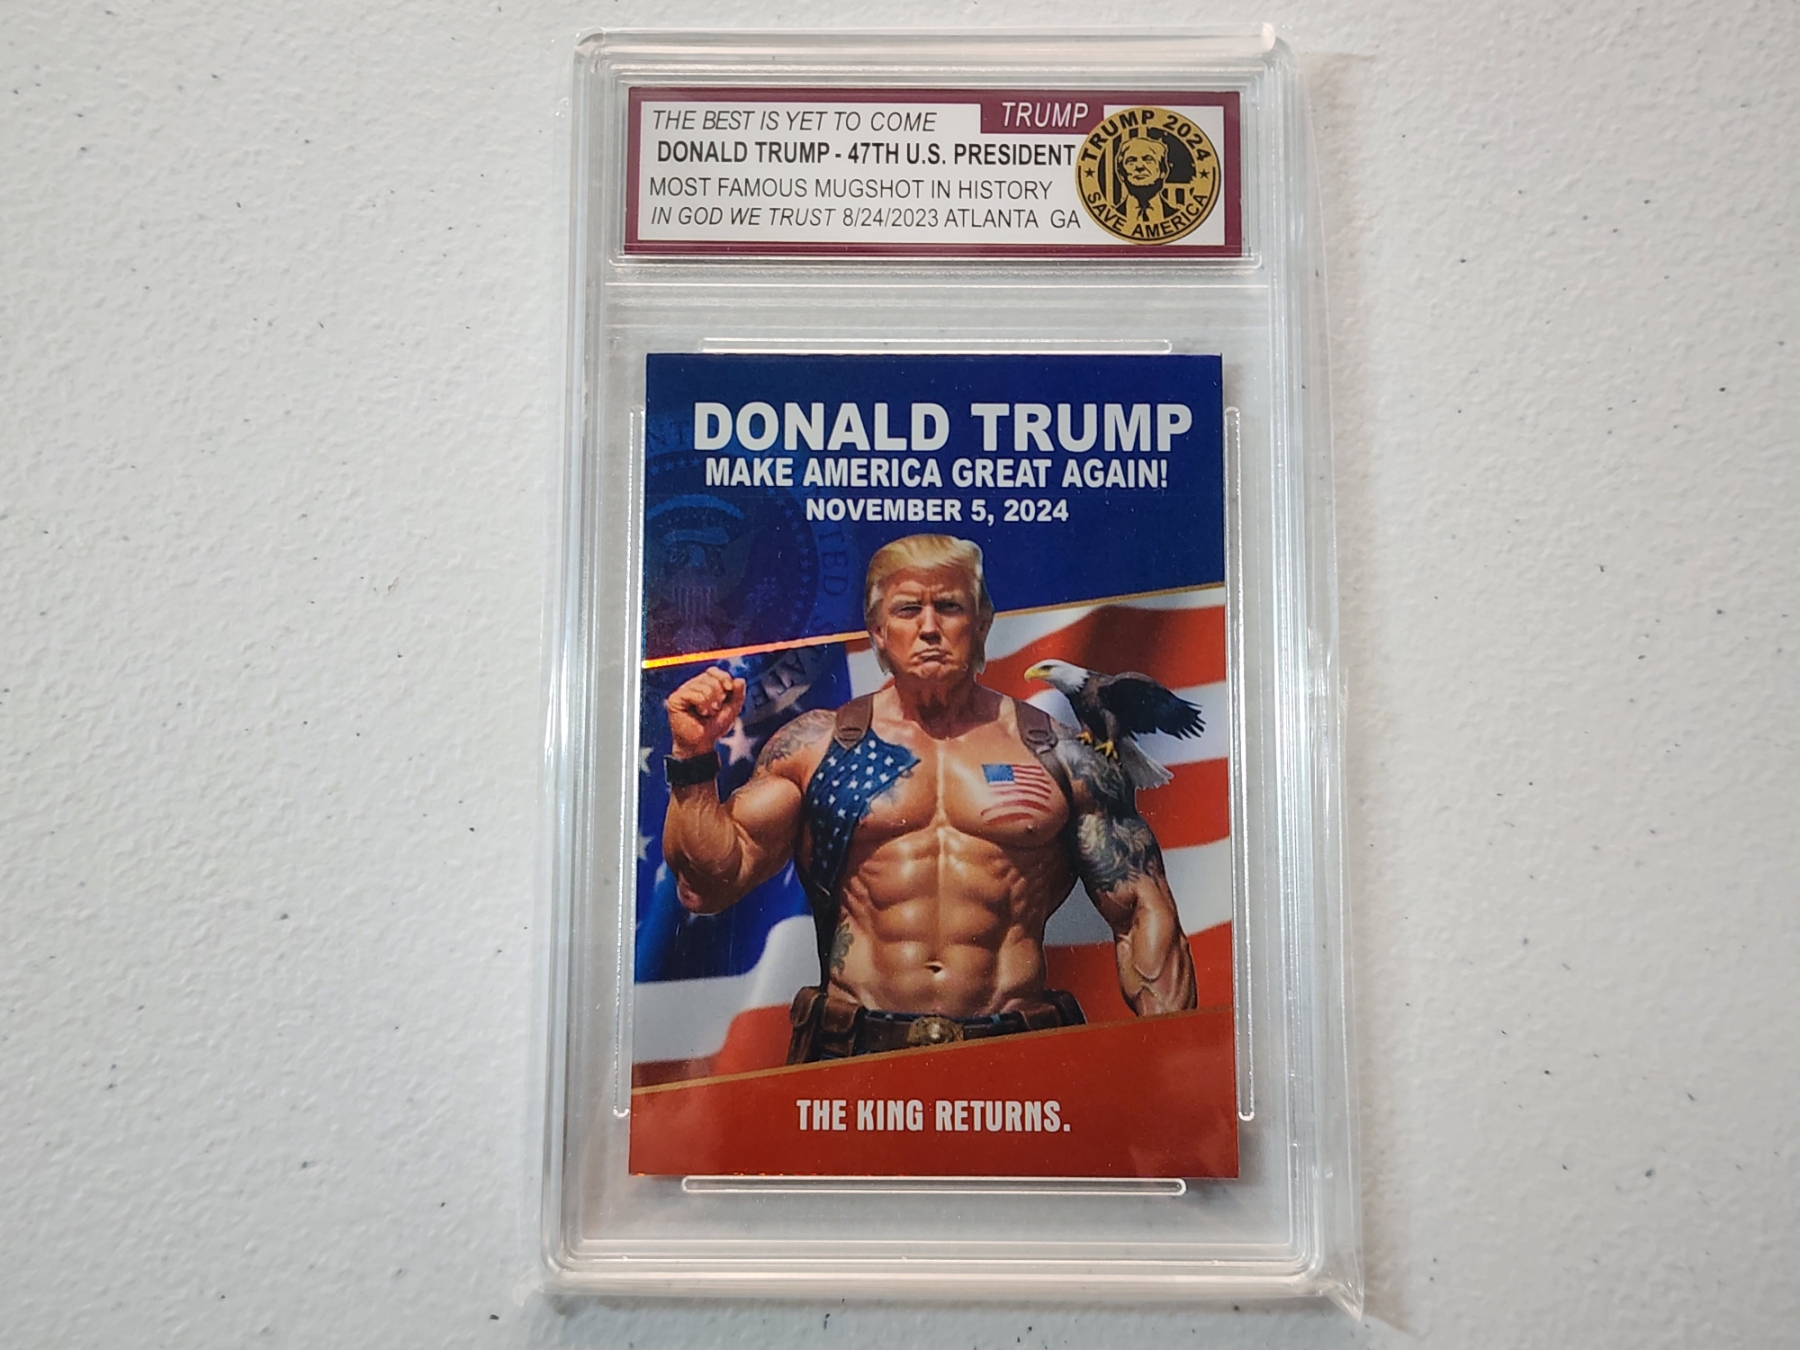 THE BEST IS YET TO COME
TRUMP
DONALD TRUMP - 47TH U.S. PRESIDENT
MOST FAMOUS MUGSHOT IN HISTORY
IN GOD WE TRUST 8/24/2023 ATLANTA GA
TRUMP 2024
SAVE AMERICA
DONALD TRUMP
MAKE AMERICA GREAT AGAIN!
NOVEMBER 5, 2024
THE KING RETURNS.